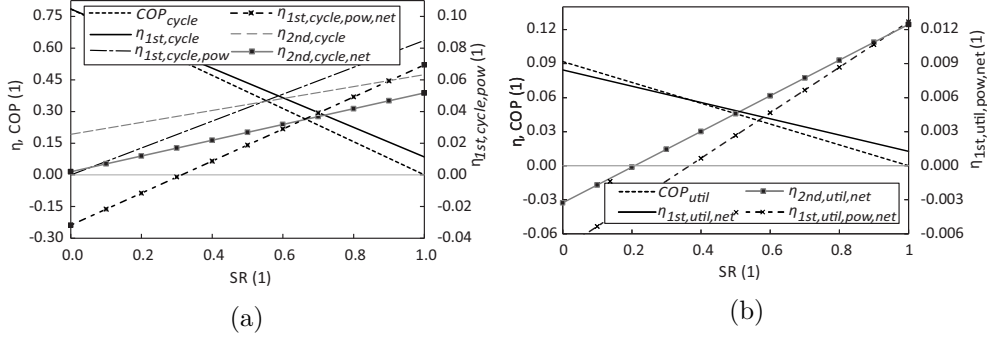 (a)
0.75
0.60
0.45
0.30
0.15
0.00
-0.15
-0.30
η, COP (1)
COP_cycle
η_1st,cycle
η_1st,cycle,pow
η_1st,cycle,pow,net
η_2nd,cycle
η_2nd,cycle,net
0.10
0.08
0.06
0.04
0.02
0.00
-0.02
-0.04
η_1st,cycle,pow (1)
0.0 0.2 0.4 0.6 0.8 1.0
SR (1)
(a)
(b)
0.12
0.09
0.06
0.03
0.00
-0.03
-0.06
η, COP (1)
COP_util
η_1st,util,net
η_2nd,util,net
η_1st,util,pow,net
0.012
0.009
0.006
0.003
0.000
-0.003
-0.006
η_1st,util,pow,net (1)
0 0.2 0.4 0.6 0.8 1
SR (1)
(b)